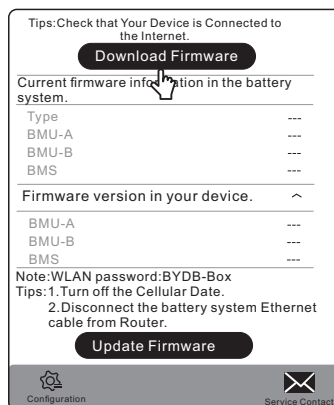 Tips:Check that Your Device is Connected to
the Internet.
Download Firmware
Current firmware information in the battery
system.
Type ---
BMU-A ---
BMU-B ---
BMS ---
Firmware version in your device.
BMU-A ---
BMU-B ---
BMS ---
Note:WLAN password:BYDB-Box
Tips:1.Turn off the Cellular Date.
2.Disconnect the battery system Ethernet
cable from Router.
Update Firmware
Configuration
Service Contact